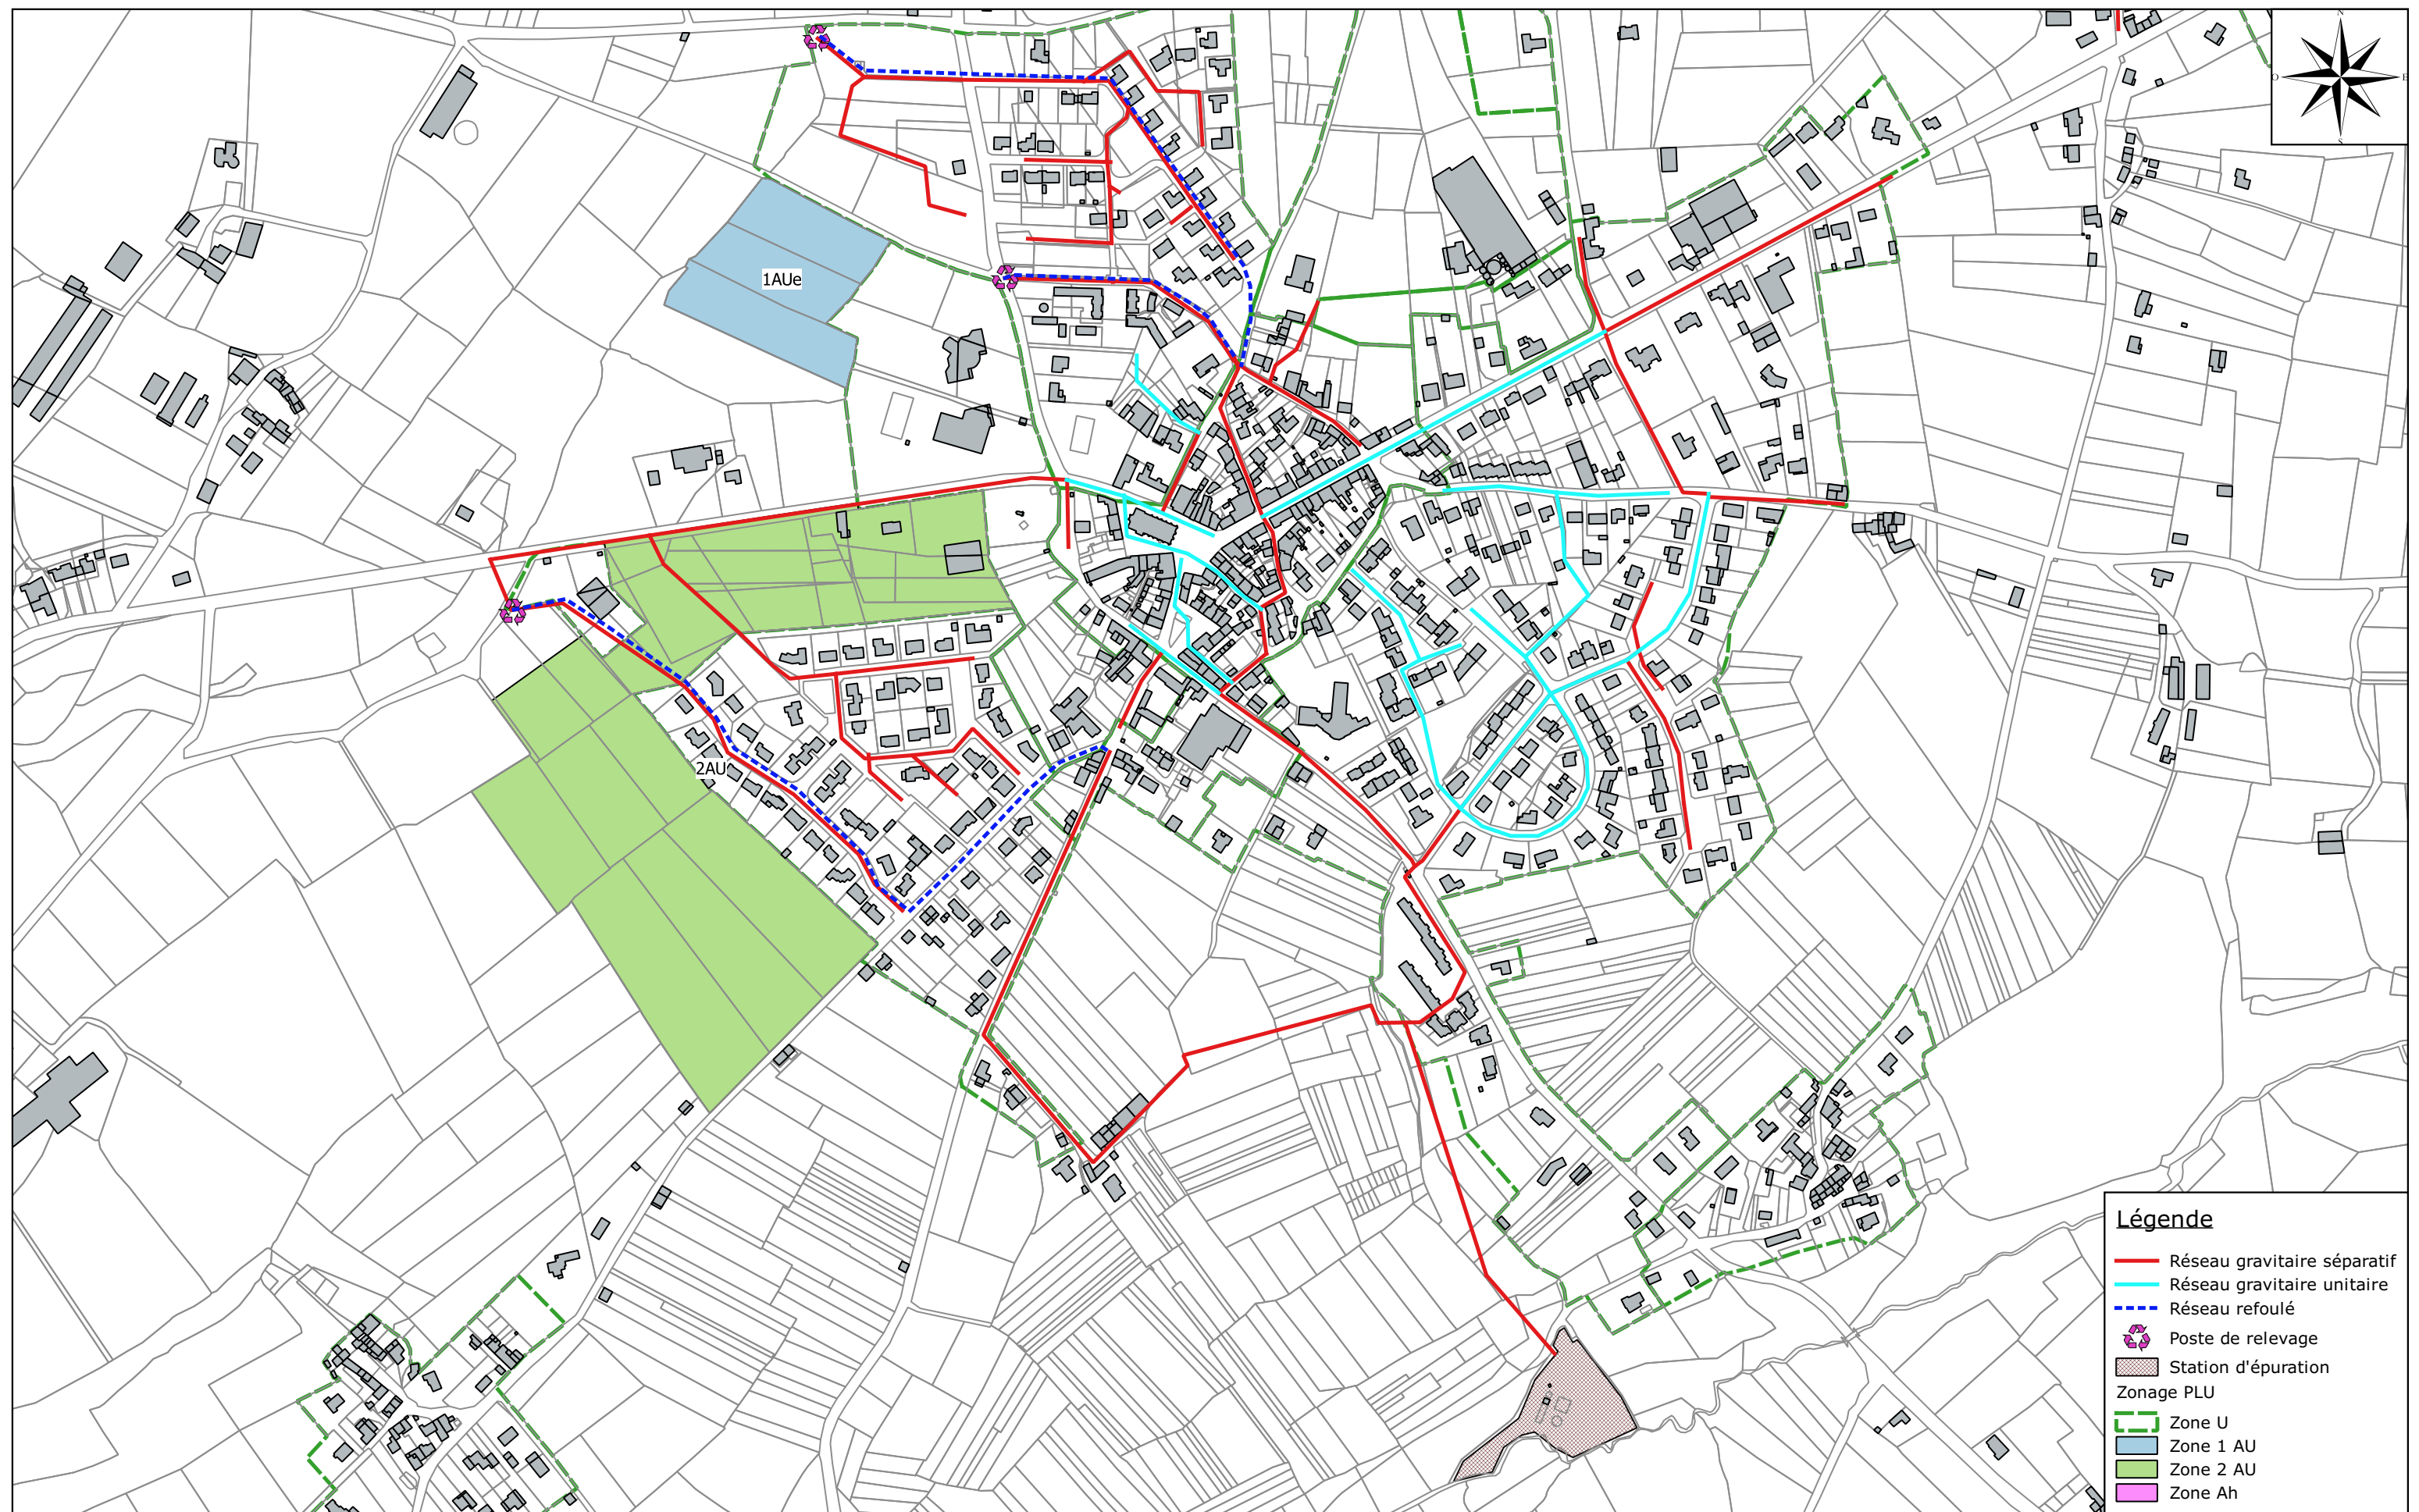 N
O
E
S
1AUe
2AU
Légende
Réseau gravitaire séparatif
Réseau gravitaire unitaire
Réseau refoulé
Poste de relevage
Station d'épuration
Zonage PLU
Zone U
Zone 1 AU
Zone 2 AU
Zone Ah